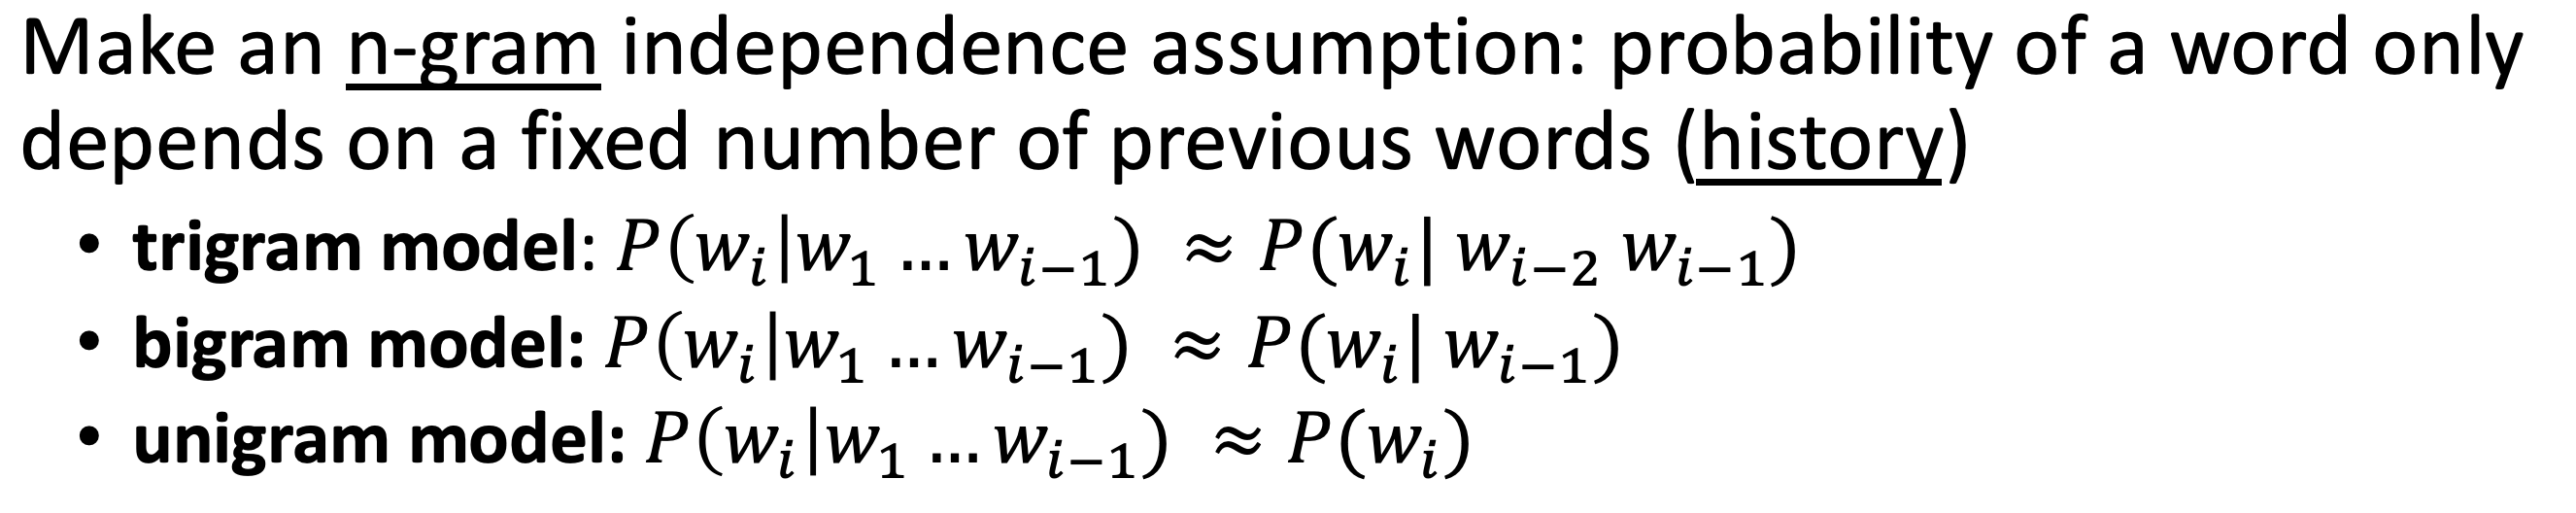 Make an n-gram independence assumption: probability of a word only
depends on a fixed number of previous words (history)
• trigram model: P(wᵢ|w₁ … wᵢ₋₁) ≈ P(wᵢ| wᵢ₋₂ wᵢ₋₁)
• bigram model: P(wᵢ|w₁ … wᵢ₋₁) ≈ P(wᵢ| wᵢ₋₁)
• unigram model: P(wᵢ|w₁ … wᵢ₋₁) ≈ P(wᵢ)